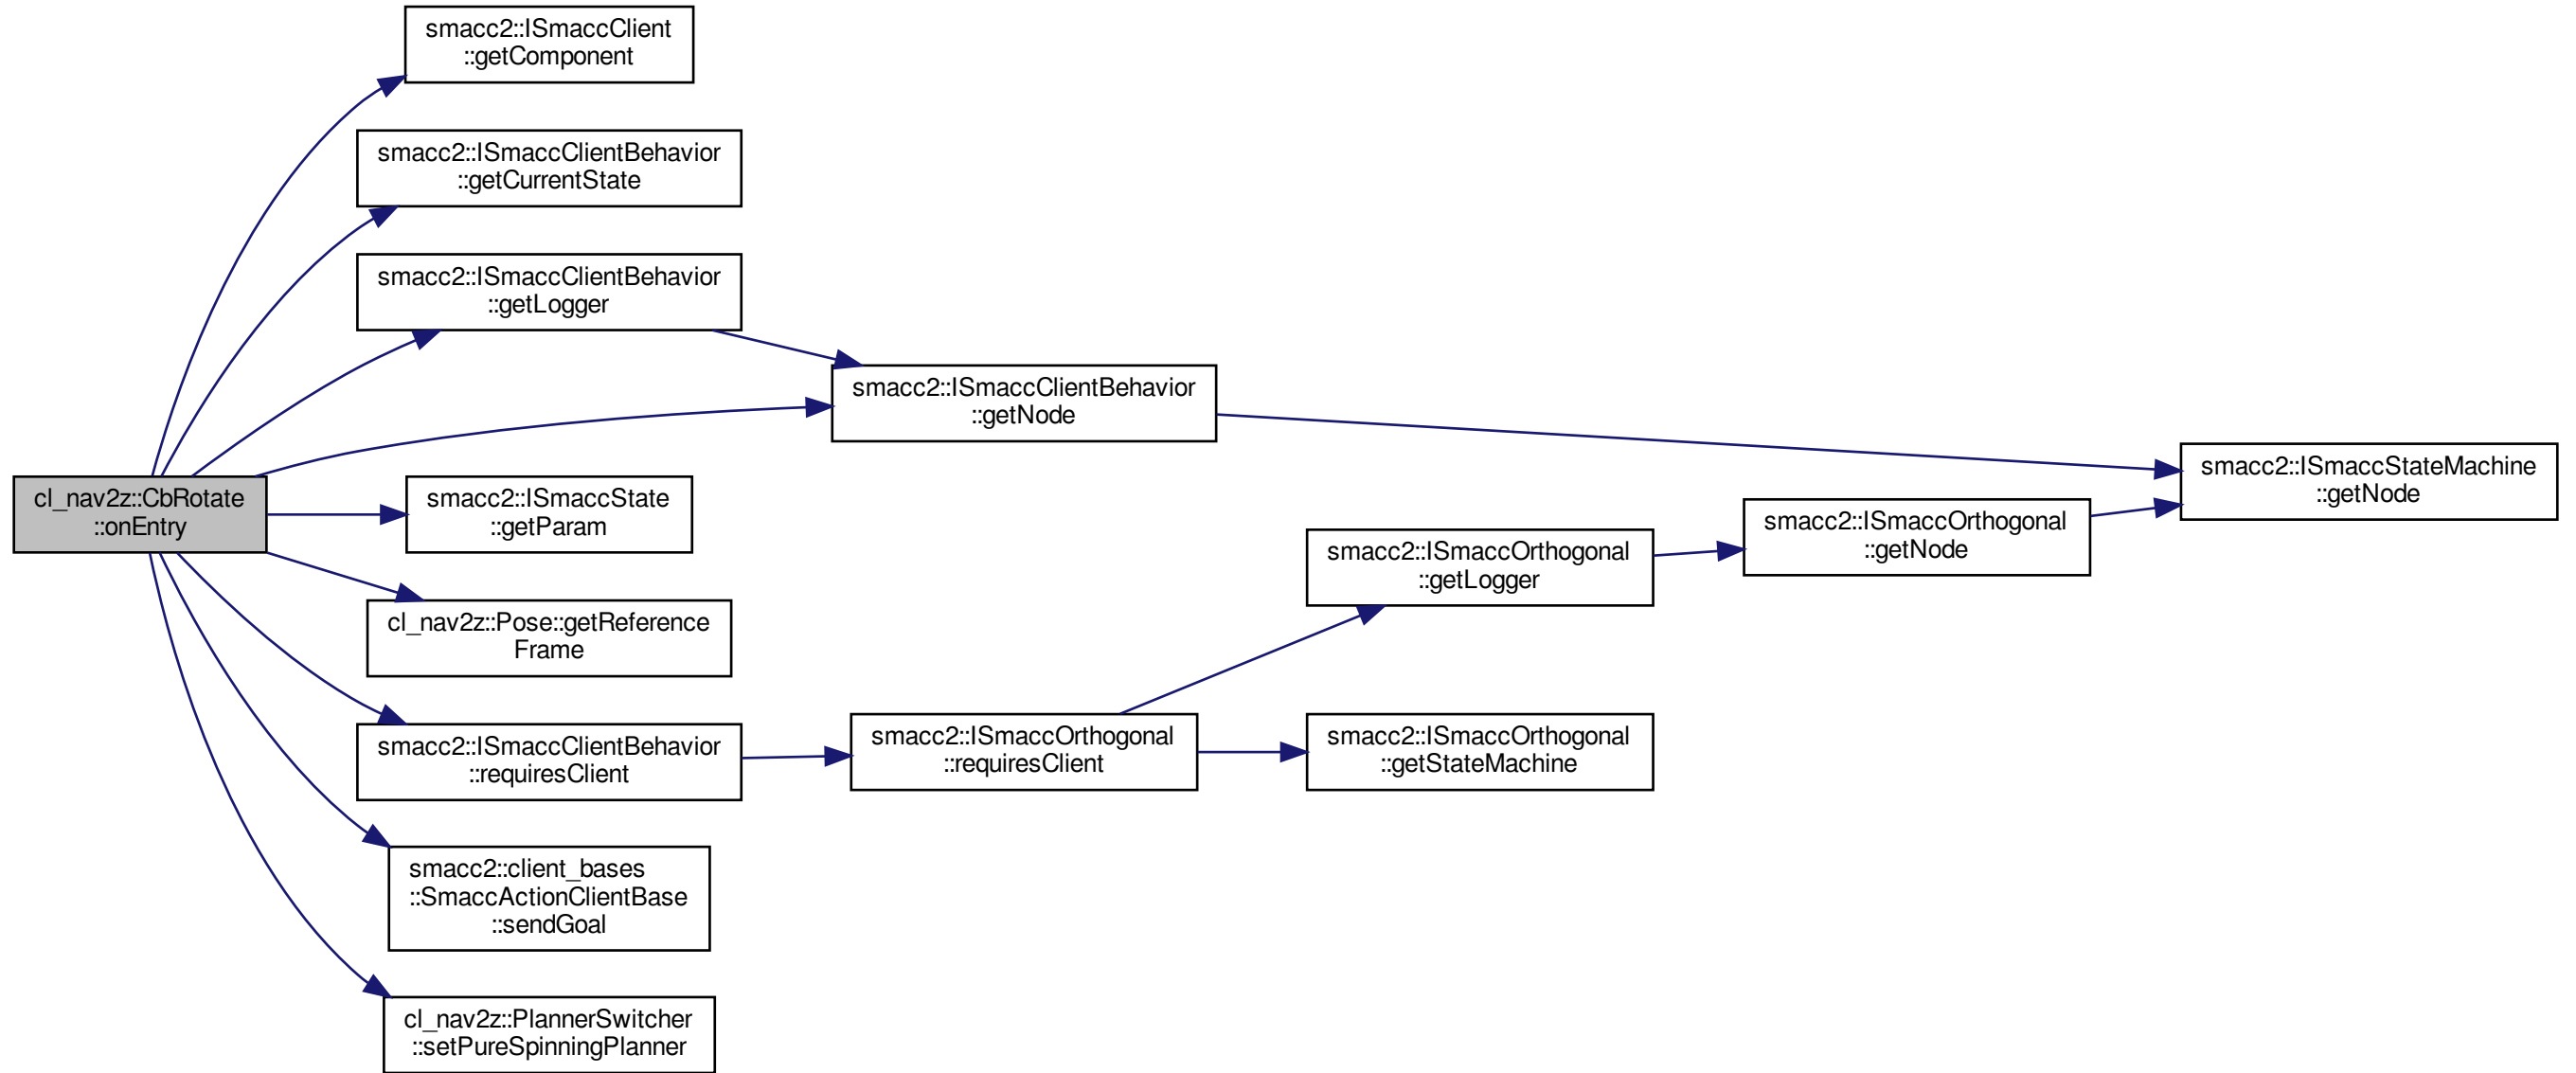 smacc2::ISmaccClient
::getComponent
smacc2::ISmaccClientBehavior
::getCurrentState
smacc2::ISmaccClientBehavior
::getLogger
smacc2::ISmaccClientBehavior
::getNode
smacc2::ISmaccStateMachine
::getNode
cl_nav2z::CbRotate
::onEntry
smacc2::ISmaccState
::getParam
smacc2::ISmaccOrthogonal
::getNode
smacc2::ISmaccOrthogonal
::getLogger
cl_nav2z::Pose::getReference
Frame
smacc2::ISmaccClientBehavior
::requiresClient
smacc2::ISmaccOrthogonal
::requiresClient
smacc2::ISmaccOrthogonal
::getStateMachine
smacc2::client_bases
::SmaccActionClientBase
::sendGoal
cl_nav2z::PlannerSwitcher
::setPureSpinningPlanner